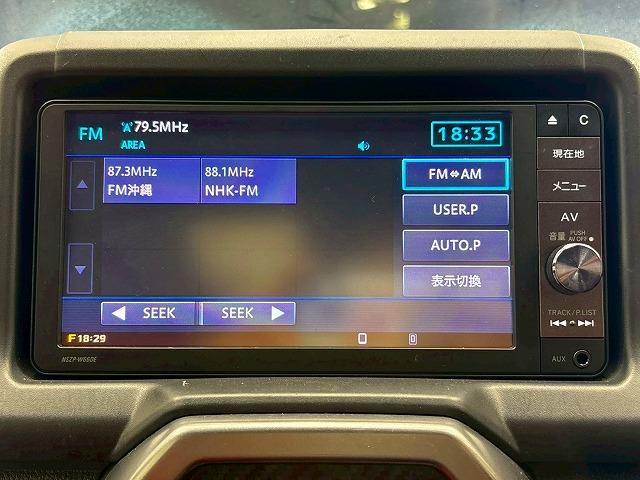 FM 79.5MHz 18:33
AREA
87.3MHz 88.1MHz
FM沖縄 NHK-FM
FM⇔AM
USER.P
AUTO.P
表示切換
◀ SEEK SEEK ▶
F 18:29
NSZP-W66DE
C
現在地
メニュー
AV
音量 PUSH
AV OFF
TRACK/P.LIST
AUX